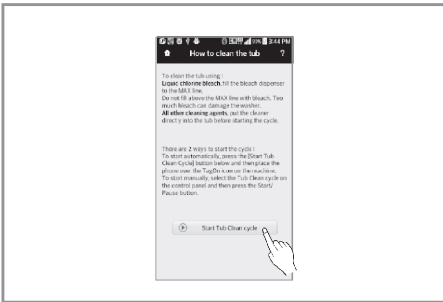 3:44 PM
How to clean the tub ?
To clean the tub using :
Liquic chlorine bleach, fill the bleach dispenser
to the MAX line.
Do not fill above the MAX line with bleach. Too
much bleach can damage the washer.
All other cleaning agents, put the cleaner
directly into the tub before starting the cycle.
There are 2 ways to start the cycle :
To start automatically, press the [Start Tub
Clean Cycle] button below and then place the
phone over the TagOn icon on the machine.
To start manually, select the Tub Clean cycle on
the control panel and then press the Start/
Pause button.
Start Tub Clean cycle